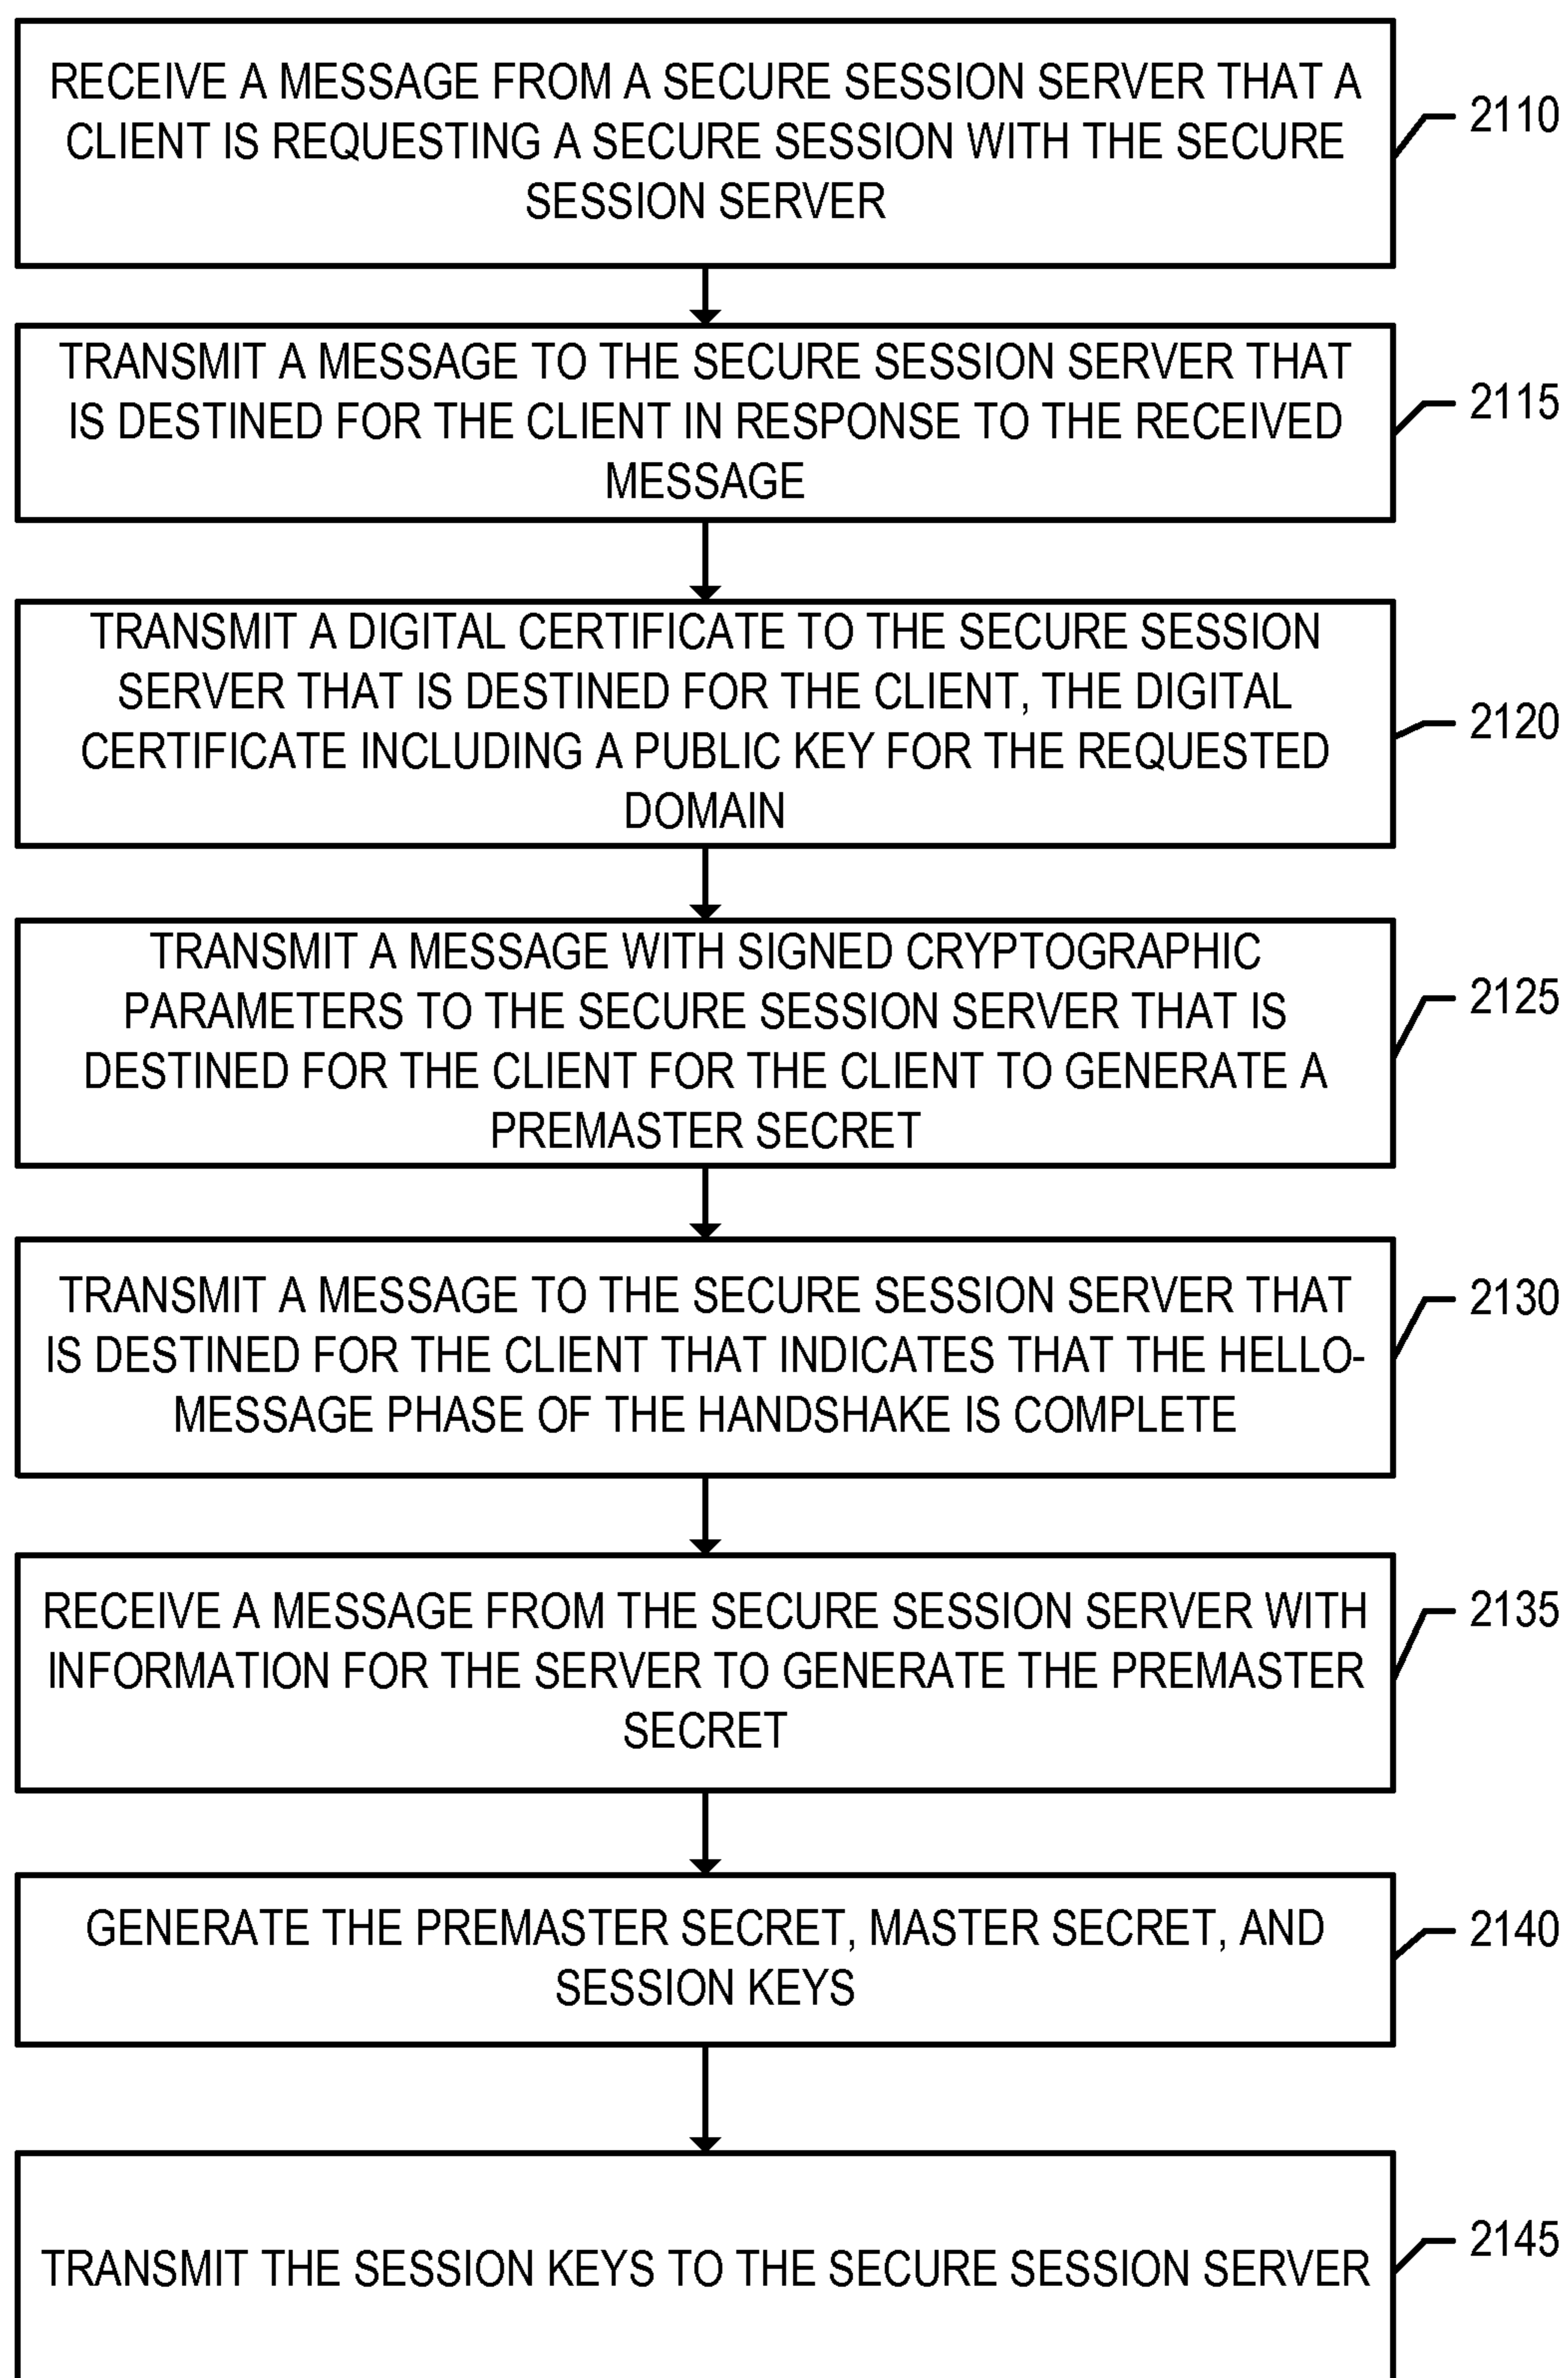 RECEIVE A MESSAGE FROM A SECURE SESSION SERVER THAT A
CLIENT IS REQUESTING A SECURE SESSION WITH THE SECURE
SESSION SERVER
2110
TRANSMIT A MESSAGE TO THE SECURE SESSION SERVER THAT
IS DESTINED FOR THE CLIENT IN RESPONSE TO THE RECEIVED
MESSAGE
2115
TRANSMIT A DIGITAL CERTIFICATE TO THE SECURE SESSION
SERVER THAT IS DESTINED FOR THE CLIENT, THE DIGITAL
CERTIFICATE INCLUDING A PUBLIC KEY FOR THE REQUESTED
DOMAIN
2120
TRANSMIT A MESSAGE WITH SIGNED CRYPTOGRAPHIC
PARAMETERS TO THE SECURE SESSION SERVER THAT IS
DESTINED FOR THE CLIENT FOR THE CLIENT TO GENERATE A
PREMASTER SECRET
2125
TRANSMIT A MESSAGE TO THE SECURE SESSION SERVER THAT
IS DESTINED FOR THE CLIENT THAT INDICATES THAT THE HELLO-
MESSAGE PHASE OF THE HANDSHAKE IS COMPLETE
2130
RECEIVE A MESSAGE FROM THE SECURE SESSION SERVER WITH
INFORMATION FOR THE SERVER TO GENERATE THE PREMASTER
SECRET
2135
GENERATE THE PREMASTER SECRET, MASTER SECRET, AND
SESSION KEYS
2140
TRANSMIT THE SESSION KEYS TO THE SECURE SESSION SERVER
2145